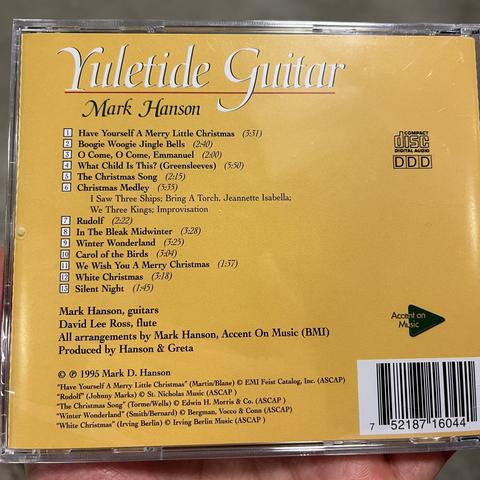 Yuletide Guitar
Mark Hanson
1 Have Yourself A Merry Little Christmas (3:31)
2 Boogie Woogie Jingle Bells (2:40)
3 O Come, O Come, Emmanuel (2:00)
4 What Child Is This? (Greensleeves) (5:30)
5 The Christmas Song (2:15)
6 Christmas Medley (5:35)
I Saw Three Ships; Bring A Torch, Jeannette Isabella;
We Three Kings; Improvisation
7 Rudolf (2:22)
8 In The Bleak Midwinter (3:28)
9 Winter Wonderland (3:25)
10 Carol of the Birds (3:04)
11 We Wish You A Merry Christmas (1:37)
12 White Christmas (3:18)
13 Silent Night (1:45)
COMPACT
disc
DIGITAL AUDIO
DDD
Mark Hanson, guitars
David Lee Ross, flute
All arrangements by Mark Hanson, Accent On Music (BMI)
Produced by Hanson & Greta
Accent on
Music
© ℗ 1995 Mark D. Hanson
"Have Yourself A Merry Little Christmas" (Martin/Blane) © EMI Feist Catalog, Inc. (ASCAP)
"Rudolf" (Johnny Marks) © St. Nicholas Music (ASCAP )
"The Christmas Song" (Torme/Wells) © Edwin H. Morris & Co. (ASCAP )
"Winter Wonderland" (Smith/Bernard) © Bergman, Vocco & Conn (ASCAP)
"White Christmas" (Irving Berlin) © Irving Berlin Music (ASCAP )
7 52187 16044